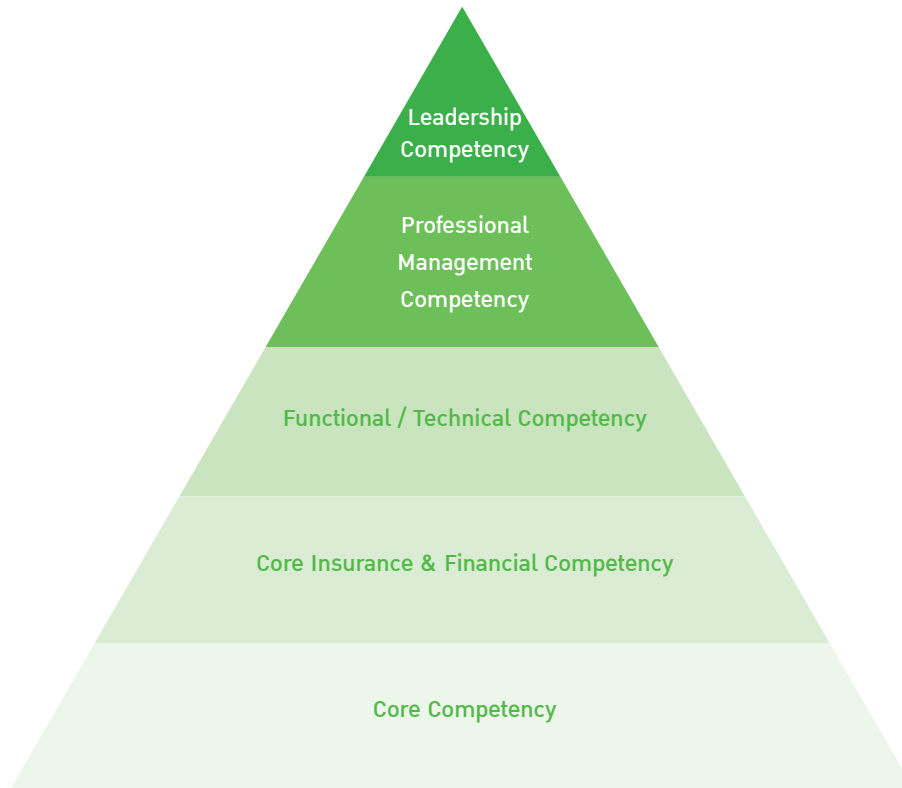 Leadership
Competency
Professional
Management
Competency
Functional / Technical Competency
Core Insurance & Financial Competency
Core Competency